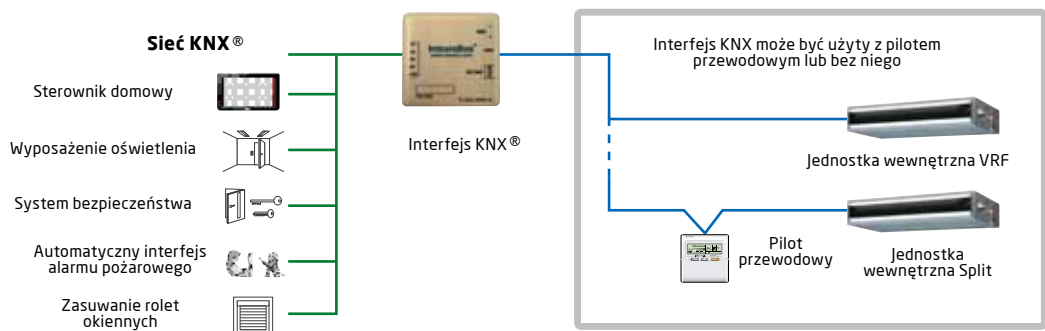 Sieć KNX®
Sterownik domowy
Wyposażenie oświetlenia
System bezpieczeństwa
Automatyczny interfejs
alarmu pożarowego
Zasuwanie rolet
okiennych
Interfejs KNX®
Interfejs KNX może być użyty z pilotem
przewodowym lub bez niego
Jednostka wewnętrzna VRF
Pilot
przewodowy
Jednostka
wewnętrzna Split